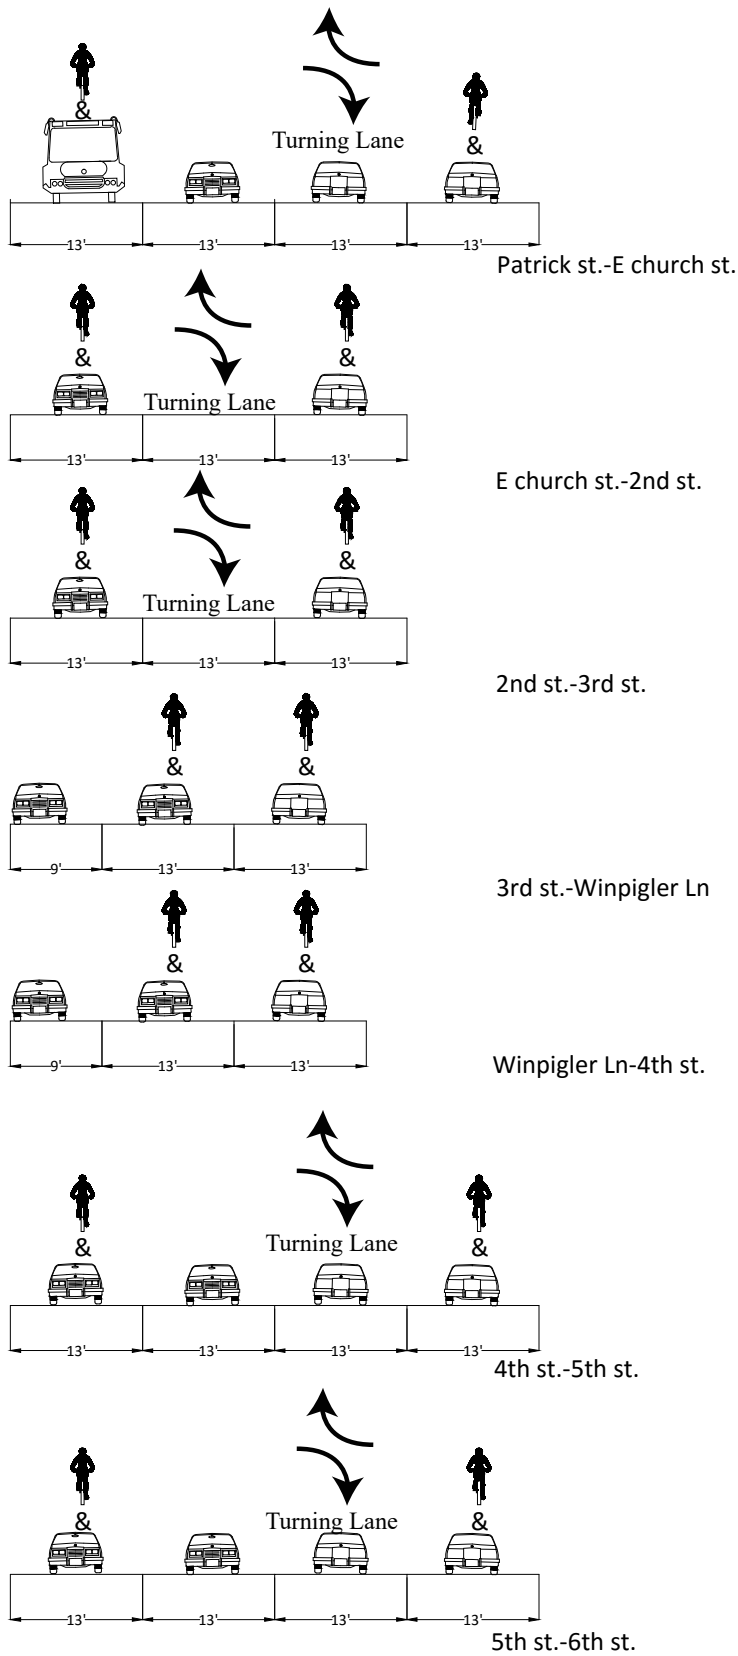 &
Turning Lane
&
13' 13' 13' 13'
Patrick st.-E church st.
& &
Turning Lane
13' 13' 13'
E church st.-2nd st.
& &
Turning Lane
13' 13' 13'
2nd st.-3rd st.
& &
9' 13' 13'
3rd st.-Winpigler Ln
& &
9' 13' 13'
Winpigler Ln-4th st.
Turning Lane
& &
13' 13' 13' 13'
4th st.-5th st.
& Turning Lane &
13' 13' 13' 13'
5th st.-6th st.